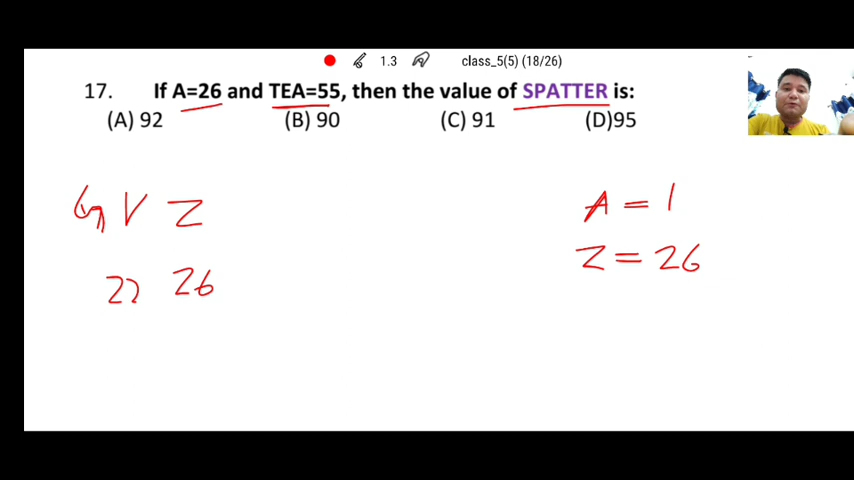 1.3 class_5(5) (18/26)
17. If A=26 and TEA=55, then the value of SPATTER is:
(A) 92 (B) 90 (C) 91 (D)95
G V Z
22 26
A = 1
Z = 26